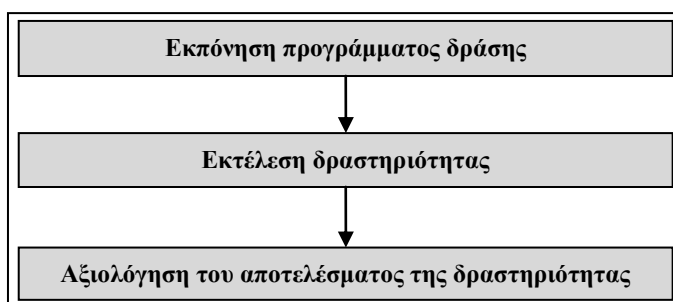 Εκπόνηση προγράμματος δράσης
Εκτέλεση δραστηριότητας
Αξιολόγηση του αποτελέσματος της δραστηριότητας